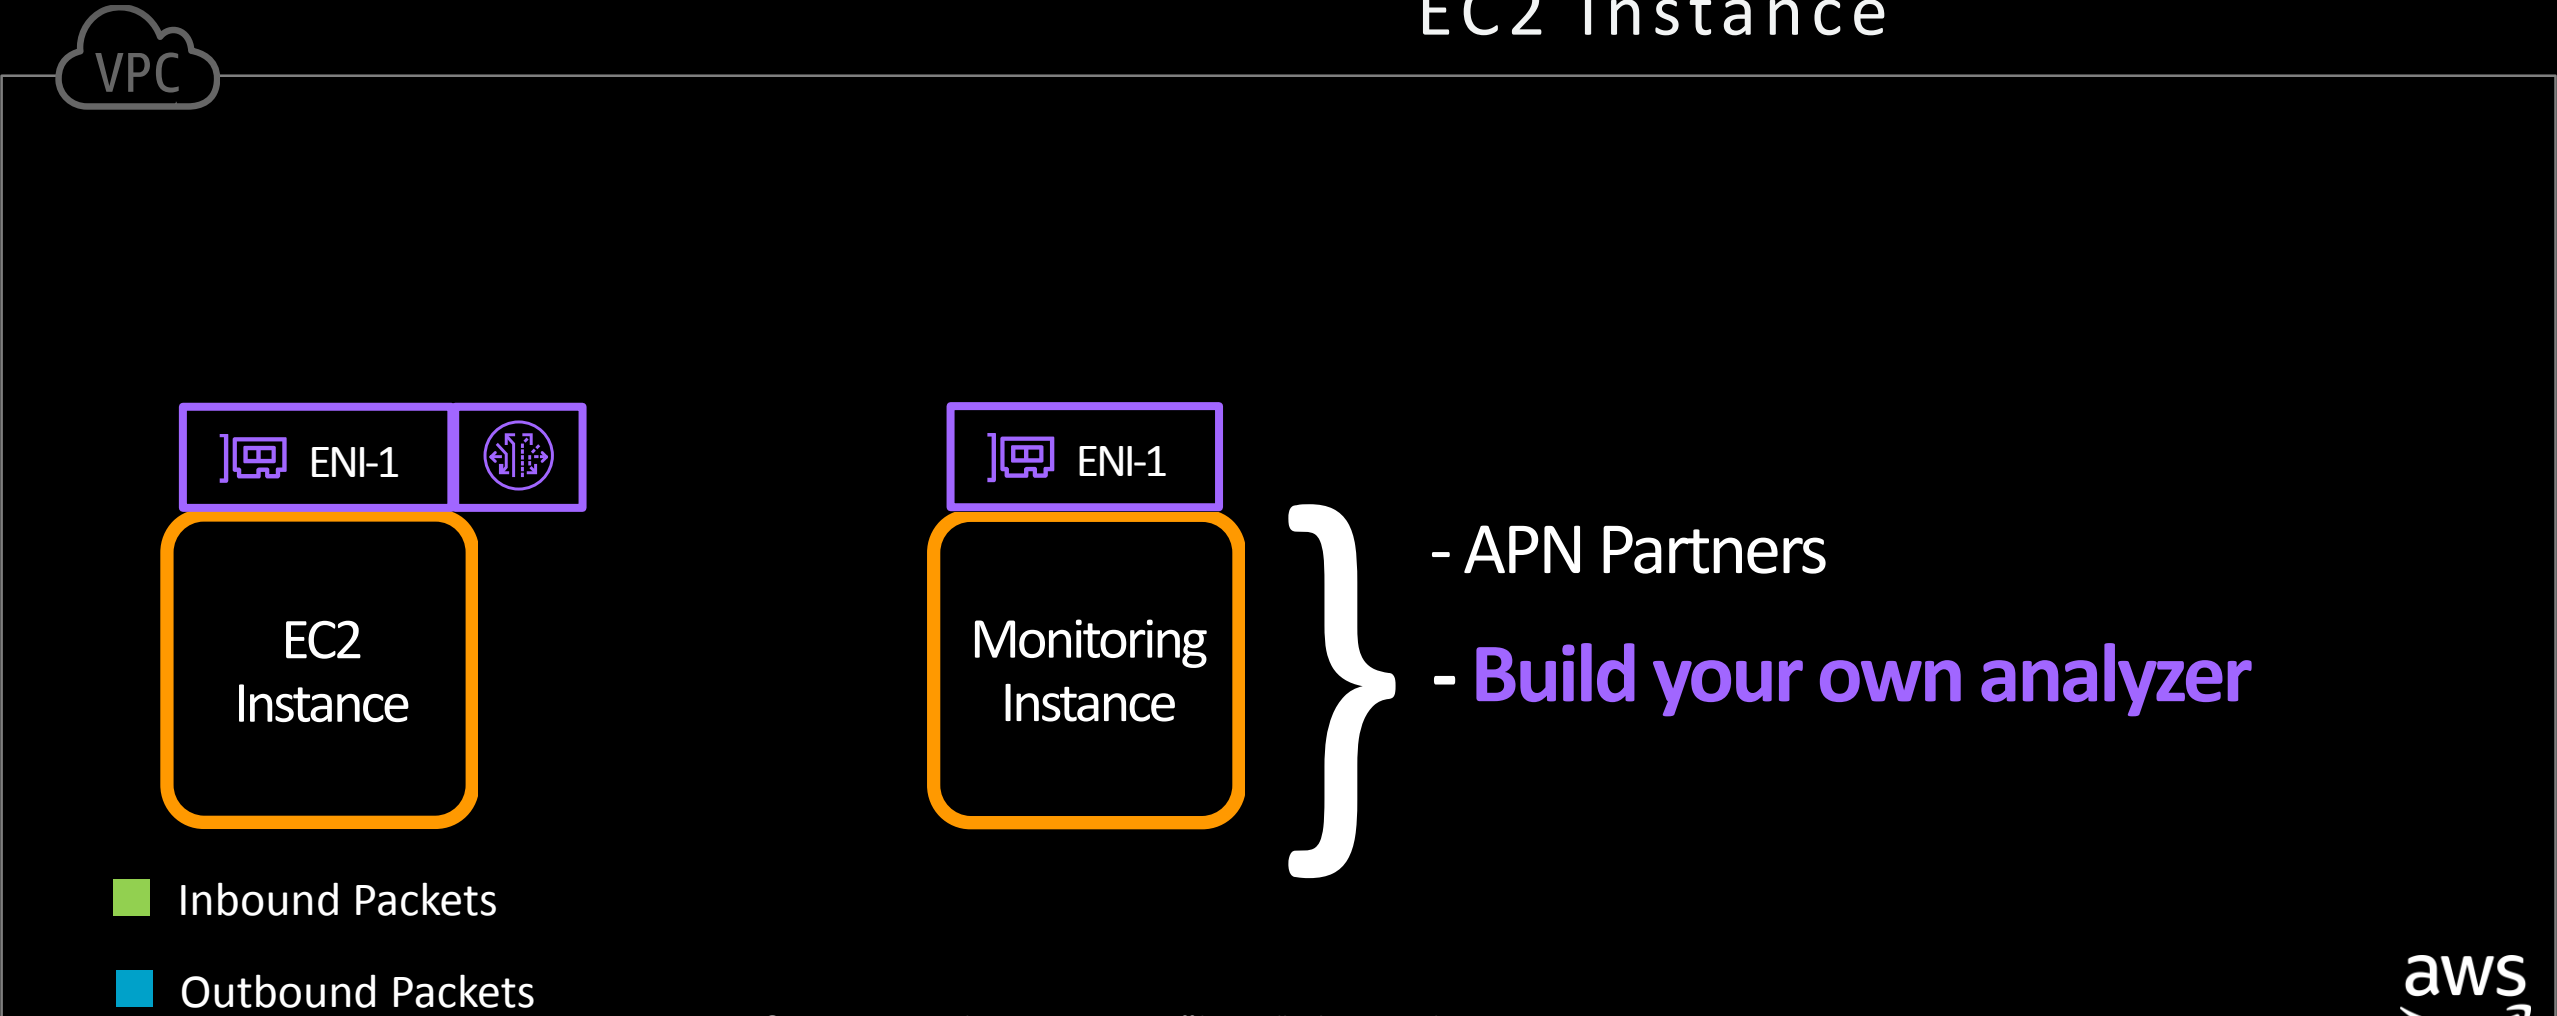 EC2 Instance
VPC
ENI-1
ENI-1
EC2
Instance
Monitoring
Instance
- APN Partners
- Build your own analyzer
Inbound Packets
Outbound Packets
aws